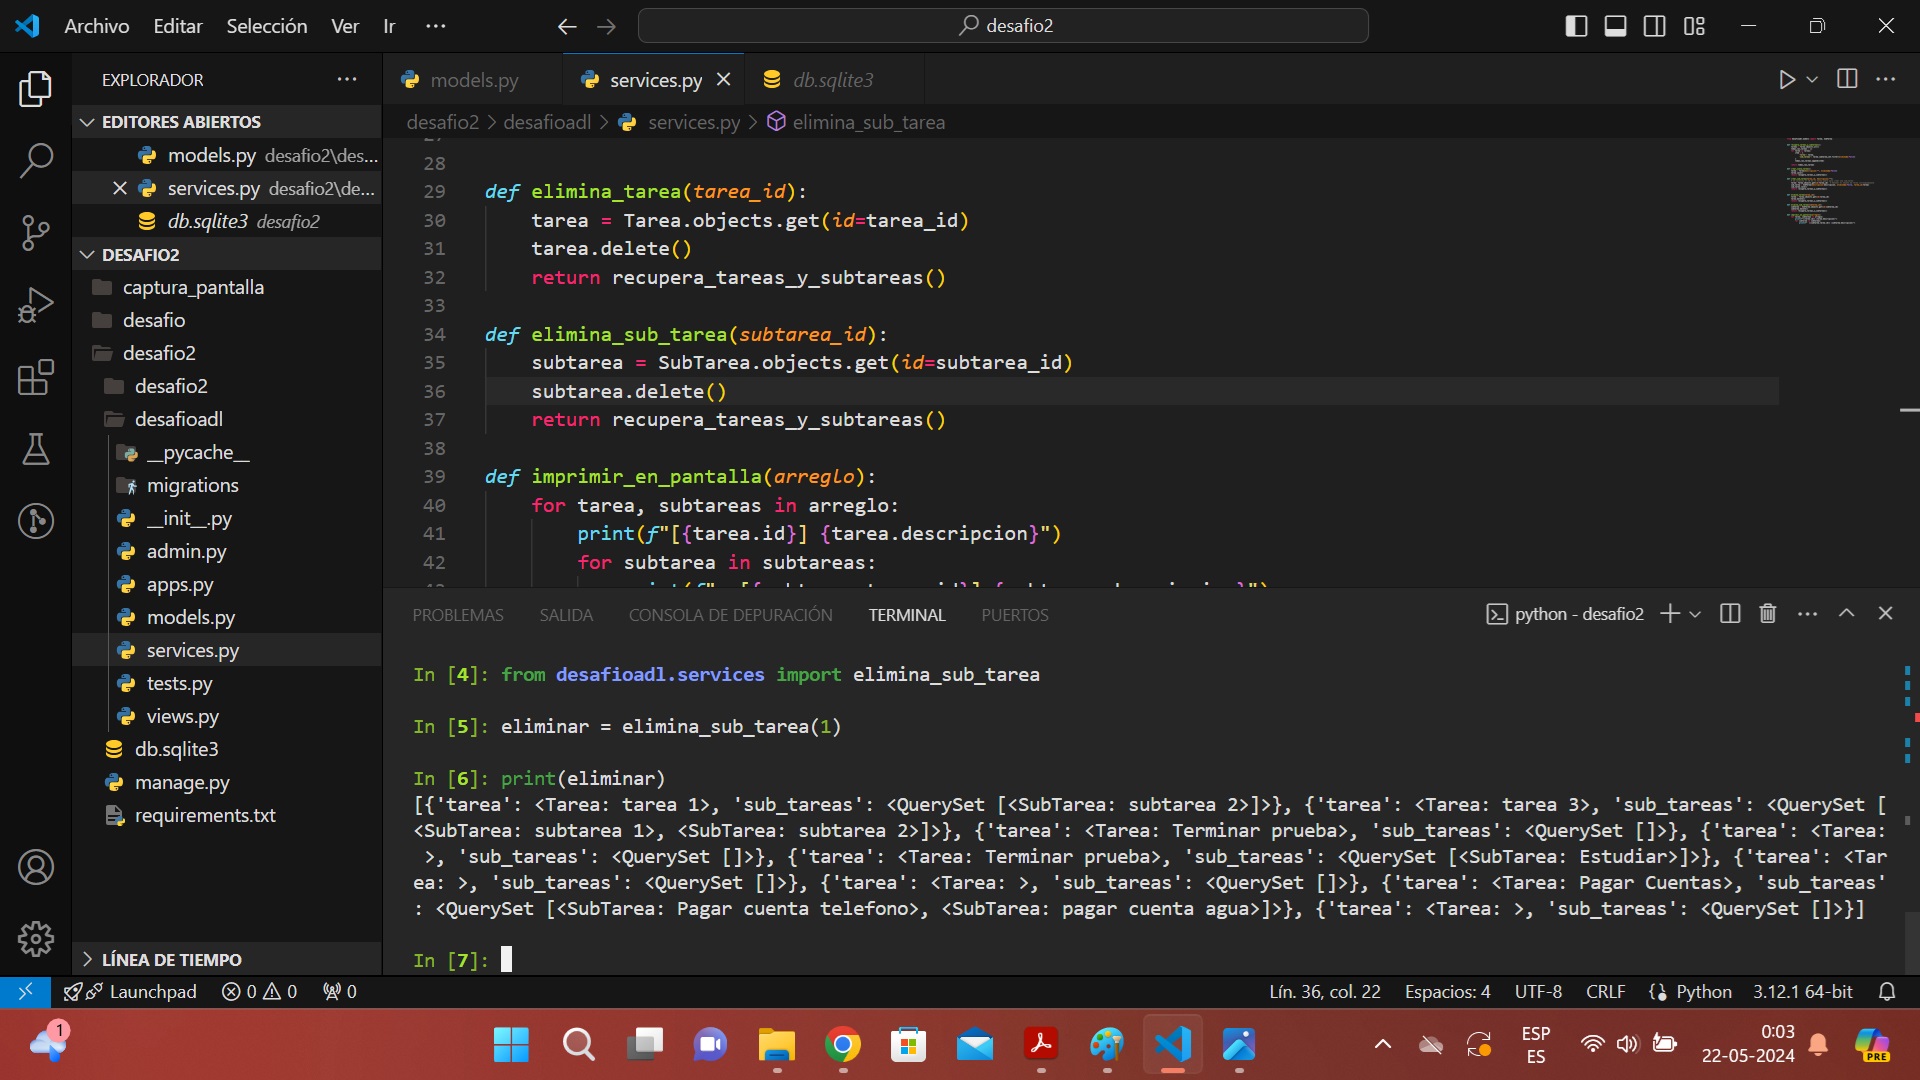 Archivo Editar Selección Ver Ir ···
desafio2
EXPLORADOR ···
EDITORES ABIERTOS
models.py desafio2\des...
services.py desafio2\de...
db.sqlite3 desafio2
DESAFIO2
captura_pantalla
desafio
desafio2
desafio2
desafioadl
__pycache__
migrations
__init__.py
admin.py
apps.py
models.py
services.py
tests.py
views.py
db.sqlite3
manage.py
requirements.txt
LÍNEA DE TIEMPO
models.py services.py db.sqlite3
desafio2 > desafioadl > services.py > elimina_sub_tarea
28
29 def elimina_tarea(tarea_id):
30 tarea = Tarea.objects.get(id=tarea_id)
31 tarea.delete()
32 return recupera_tareas_y_subtareas()
33
34 def elimina_sub_tarea(subtarea_id):
35 subtarea = SubTarea.objects.get(id=subtarea_id)
36 subtarea.delete()
37 return recupera_tareas_y_subtareas()
38
39 def imprimir_en_pantalla(arreglo):
40 for tarea, subtareas in arreglo:
41 print(f"[{tarea.id}] {tarea.descripcion}")
42 for subtarea in subtareas:
PROBLEMAS SALIDA CONSOLA DE DEPURACIÓN TERMINAL PUERTOS
python - desafio2
In [4]: from desafioadl.services import elimina_sub_tarea
In [5]: eliminar = elimina_sub_tarea(1)
In [6]: print(eliminar)
[{'tarea': <Tarea: tarea 1>, 'sub_tareas': <QuerySet [<SubTarea: subtarea 2>]>}, {'tarea': <Tarea: tarea 3>, 'sub_tareas': <QuerySet [
<SubTarea: subtarea 1>, <SubTarea: subtarea 2>]>}, {'tarea': <Tarea: Terminar prueba>, 'sub_tareas': <QuerySet []>}, {'tarea': <Tarea:
>, 'sub_tareas': <QuerySet []>}, {'tarea': <Tarea: Terminar prueba>, 'sub_tareas': <QuerySet [<SubTarea: Estudiar>]>}, {'tarea': <Tar
ea: >, 'sub_tareas': <QuerySet []>}, {'tarea': <Tarea: >, 'sub_tareas': <QuerySet []>}, {'tarea': <Tarea: Pagar Cuentas>, 'sub_tareas'
: <QuerySet [<SubTarea: Pagar cuenta telefono>, <SubTarea: pagar cuenta agua>]>}, {'tarea': <Tarea: >, 'sub_tareas': <QuerySet []>}]
In [7]:
Launchpad 0 0 0
Lín. 36, col. 22 Espacios: 4 UTF-8 CRLF Python 3.12.1 64-bit
1
ESP
ES
0:03
22-05-2024
PRE